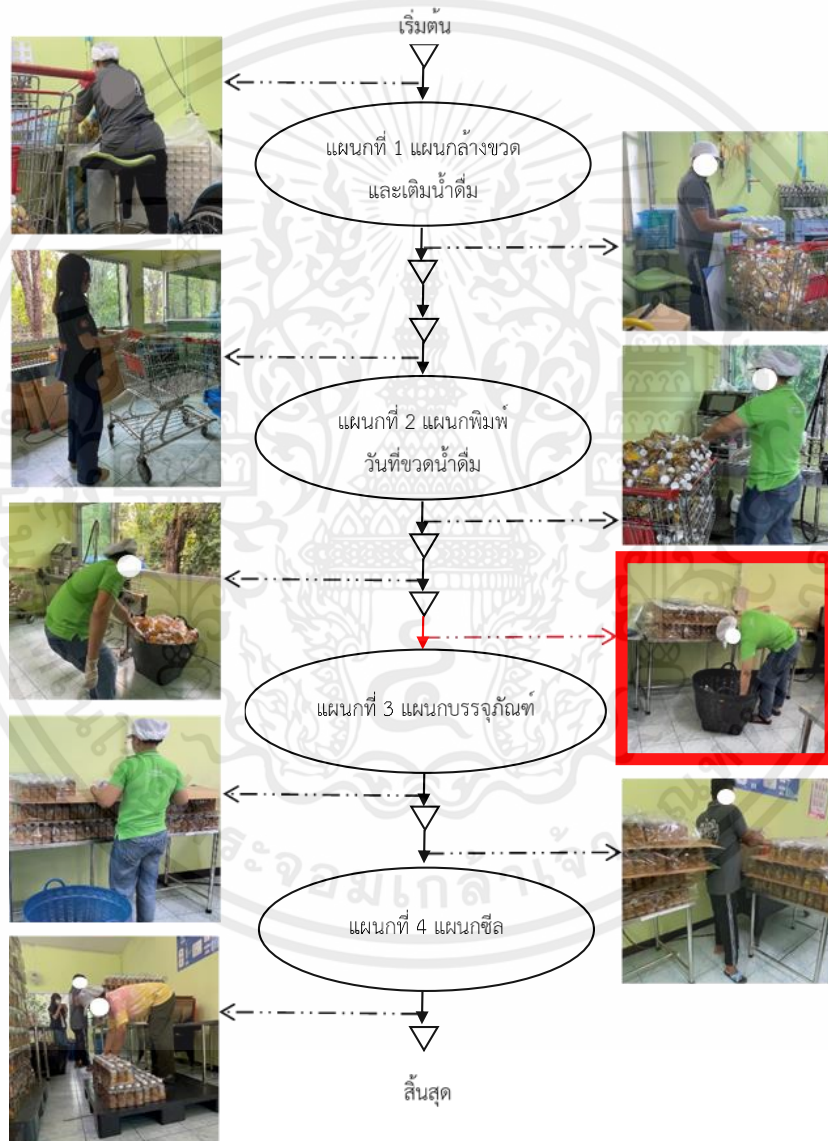 เริ่มต้น
แผนกที่ 1 แผนกล้างขวด
และเติมน้ำดื่ม
แผนกที่ 2 แผนกพิมพ์
วันที่ขวดน้ำดื่ม
แผนกที่ 3 แผนกบรรจุภัณฑ์
แผนกที่ 4 แผนกซีล
สิ้นสุด